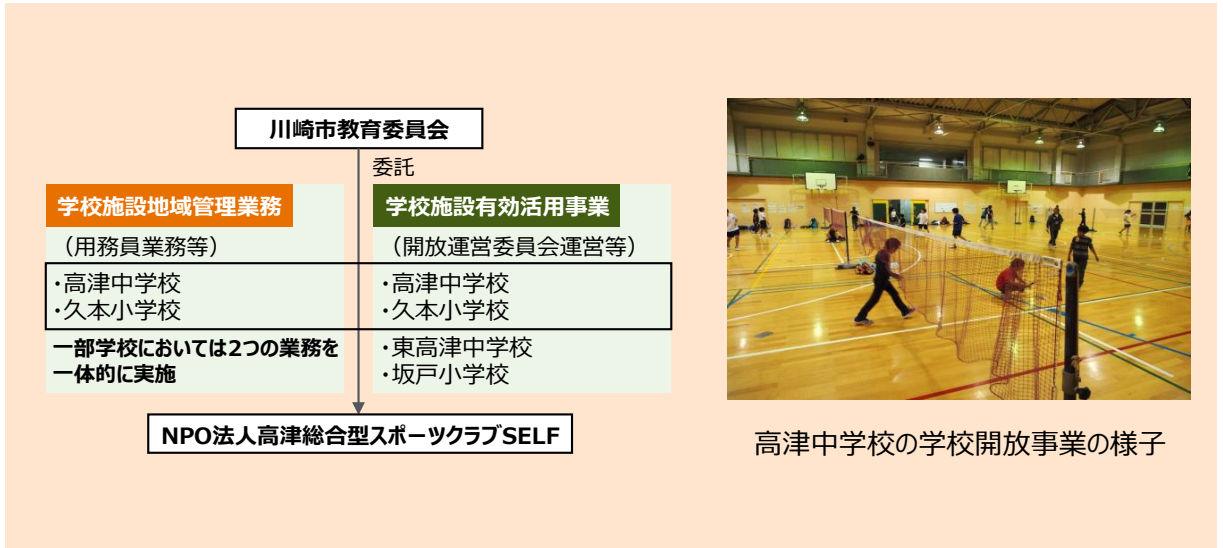 川崎市教育委員会
委託
学校施設地域管理業務
（用務員業務等）
・高津中学校
・久本小学校
一部学校においては2つの業務を
一体的に実施
学校施設有効活用事業
（開放運営委員会運営等）
・高津中学校
・久本小学校
・東高津中学校
・坂戸小学校
NPO法人高津総合型スポーツクラブSELF
高津中学校の学校開放事業の様子